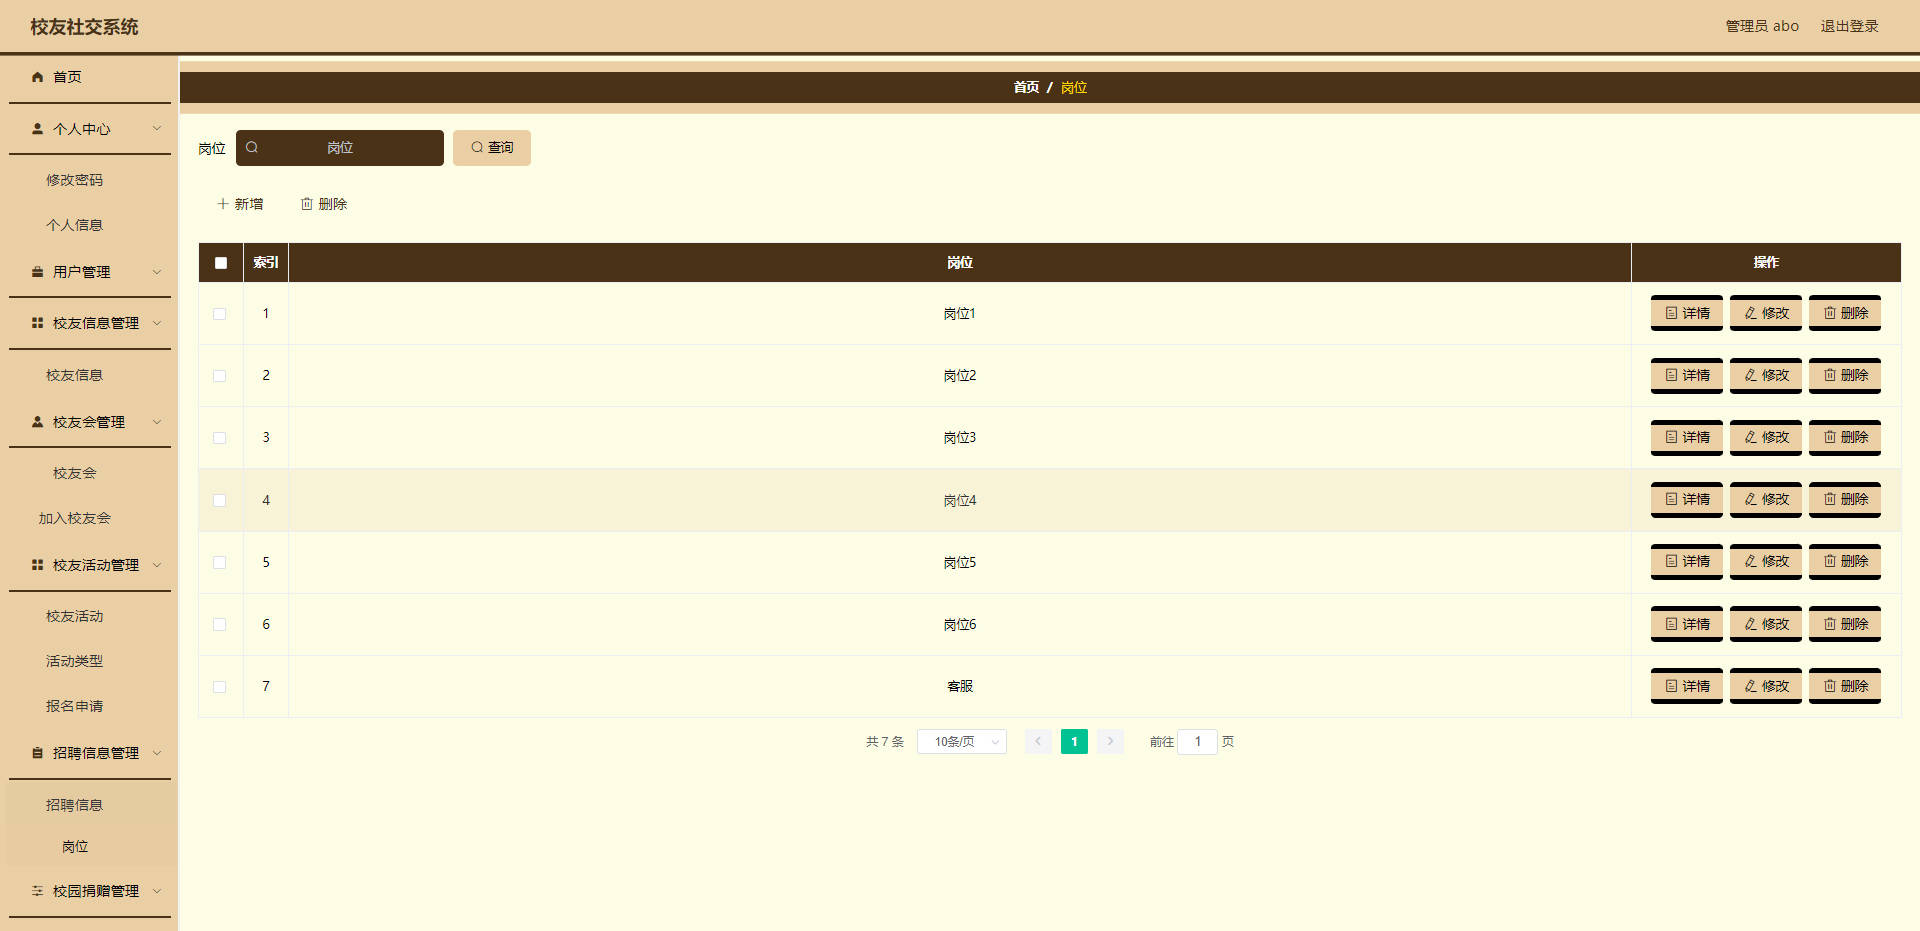 校友社交系统
管理员 abo 退出登录
首页
个人中心
修改密码
个人信息
用户管理
校友信息管理
校友信息
校友会管理
校友会
加入校友会
校友活动管理
校友活动
活动类型
报名申请
招聘信息管理
招聘信息
岗位
校园捐赠管理
首页 / 岗位
岗位 岗位 查询
新增 删除
索引 岗位 操作
1 岗位1 详情 修改 删除
2 岗位2 详情 修改 删除
3 岗位3 详情 修改 删除
4 岗位4 详情 修改 删除
5 岗位5 详情 修改 删除
6 岗位6 详情 修改 删除
7 客服 详情 修改 删除
共 7 条 10条/页 1 前往 1 页